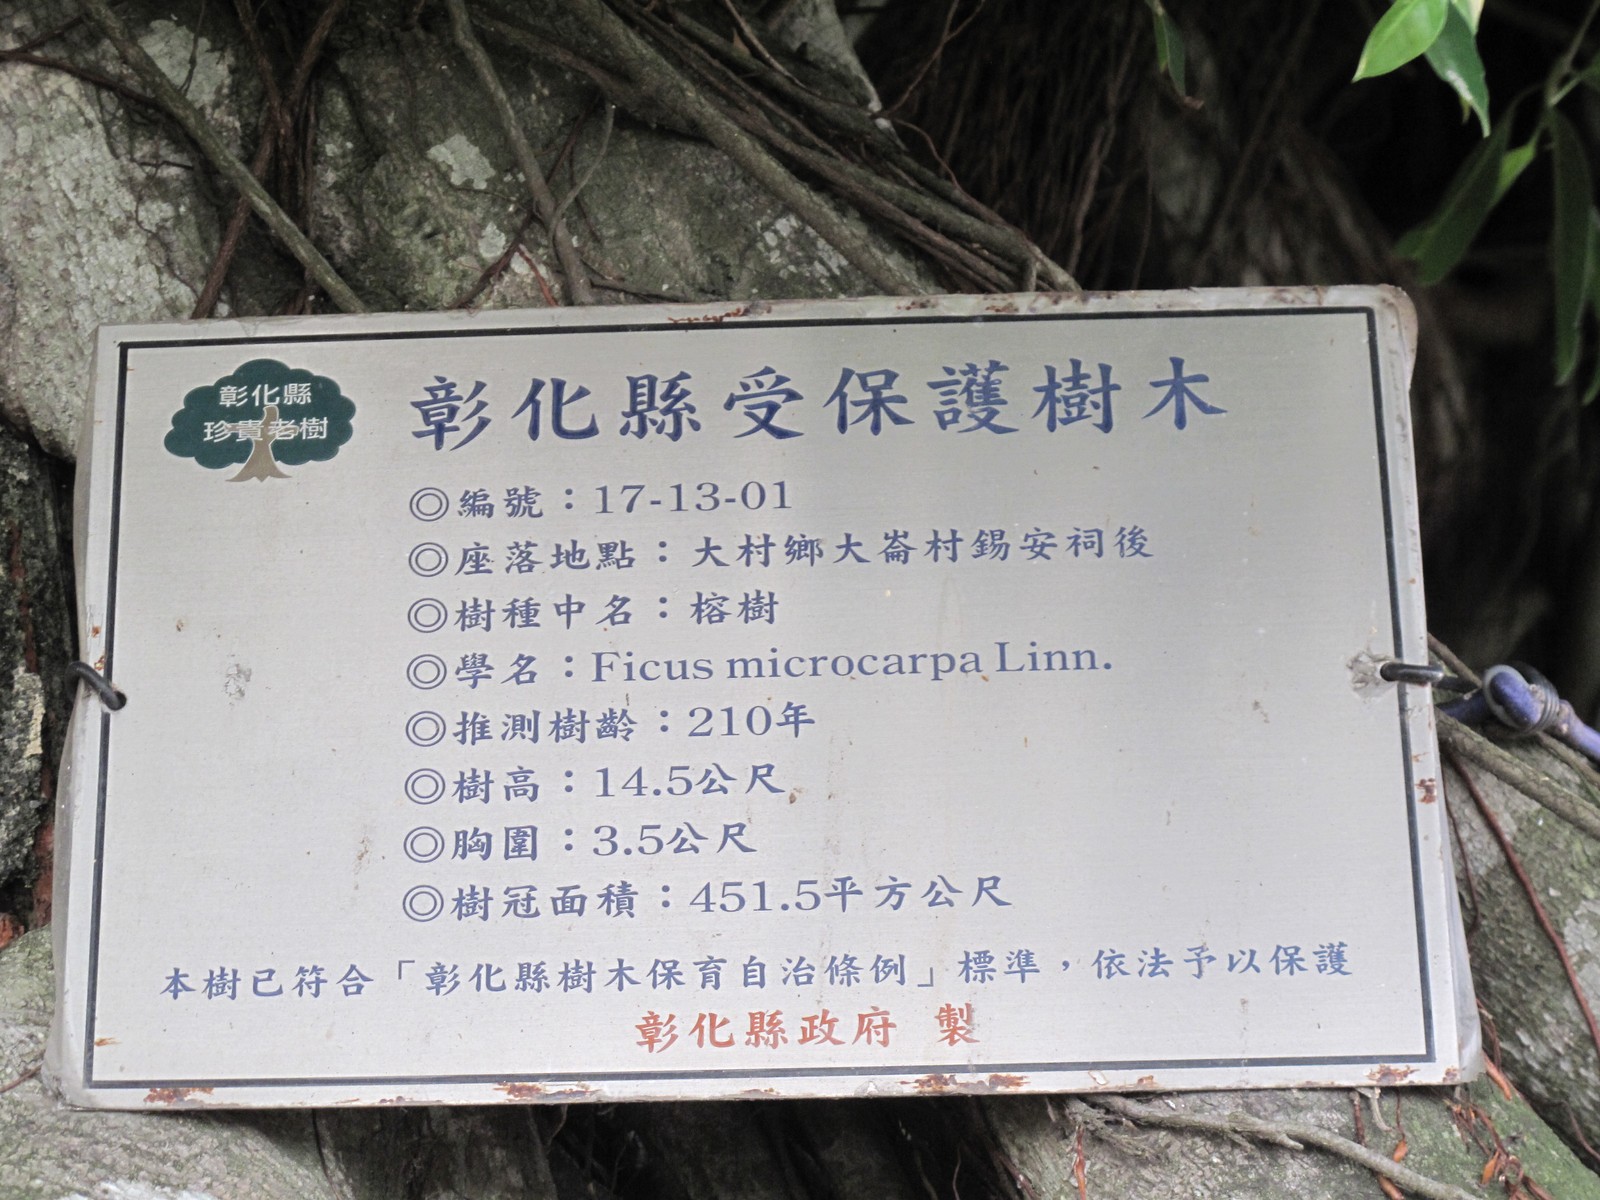 彰化縣
珍貴老樹
彰化縣受保護樹木
◎編號：17-13-01
◎座落地點：大村鄉大崙村錫安祠後
◎樹種中名：榕樹
◎學名：Ficus microcarpa Linn.
◎推測樹齡：210年
◎樹高：14.5公尺
◎胸圍：3.5公尺
◎樹冠面積：451.5平方公尺
本樹已符合「彰化縣樹木保育自治條例」標準，依法予以保護
彰化縣政府 製